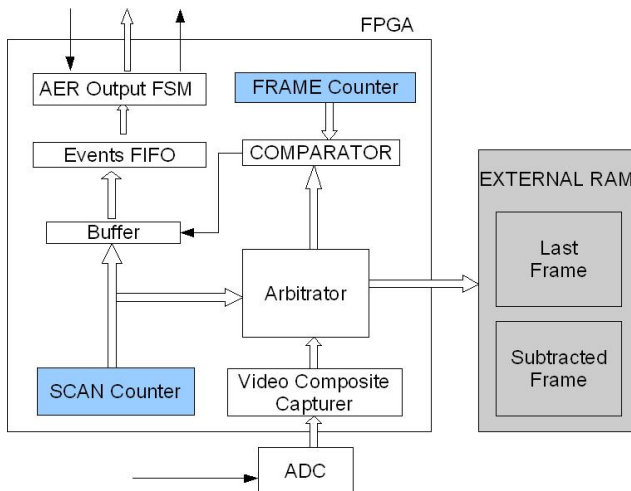 FPGA
AER Output FSM
FRAME Counter
Events FIFO
COMPARATOR
EXTERNAL RAM
Buffer
Last
Frame
Arbitrator
Subtracted
Frame
SCAN Counter
Video Composite
Capturer
ADC